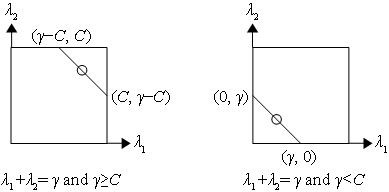 λ₂
(γ−C, C)
(C, γ−C)
λ₁
λ₁+λ₂= γ and γ≥C
λ₂
(0, γ)
(γ, 0)
λ₁
λ₁+λ₂= γ and γ<C